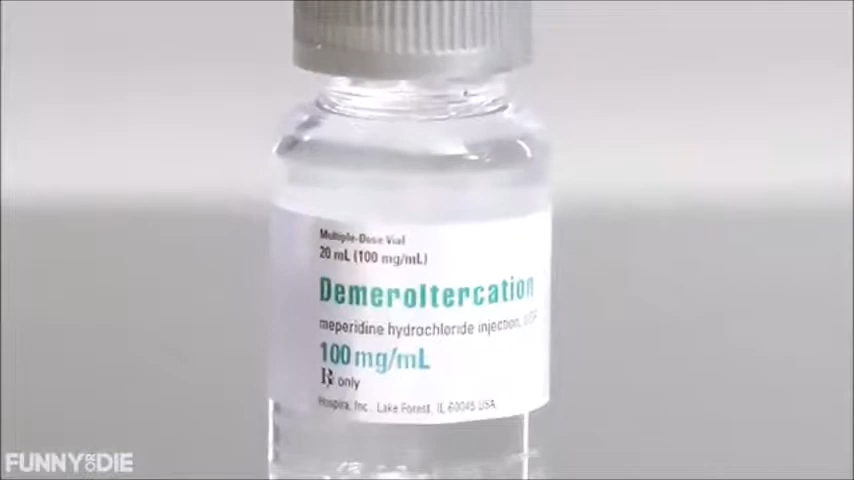 Multiple-Dose Vial
20 mL (100 mg/mL)
Demeroltercation
meperidine hydrochloride injection, USP
100 mg/mL
Rx only
Hospira, Inc., Lake Forest, IL 60045 USA
FUNNY OR DIE